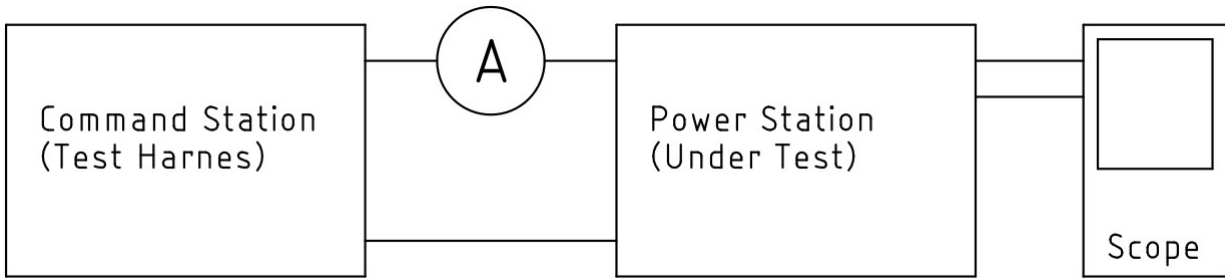 Command Station
(Test Harnes)
A
Power Station
(Under Test)
Scope